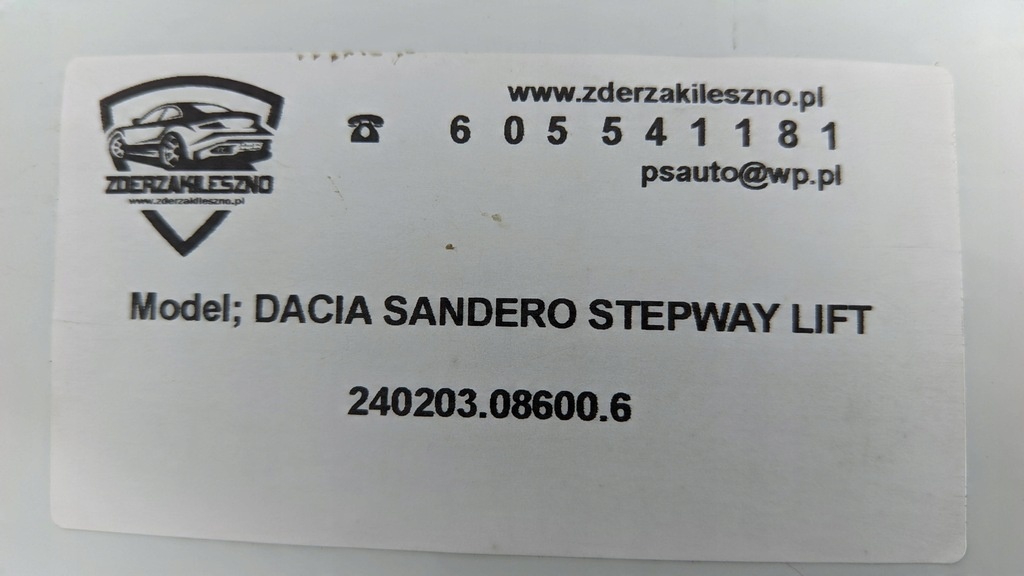 www.zderzakileszno.pl
☎ 6 0 5 5 4 1 1 8 1
psauto@wp.pl
ZDERZAKILESZNO
www.zderzakileszno.pl
Model; DACIA SANDERO STEPWAY LIFT
240203.08600.6